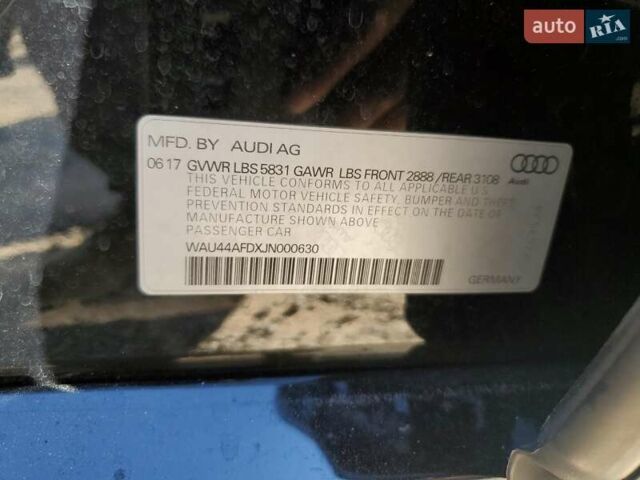 auto RIA .com
MFD. BY AUDI AG
06 17 GVWR LBS 5831 GAWR LBS FRONT 2888 / REAR 3108
Audi
THIS VEHICLE CONFORMS TO ALL APPLICABLE U.S
FEDERAL MOTOR VEHICLE SAFETY, BUMPER AND THEFT
PREVENTION STANDARDS IN EFFECT ON THE DATE OF
MANUFACTURE SHOWN ABOVE
PASSENGER CAR
WAU44AFDXJN000630
GERMANY